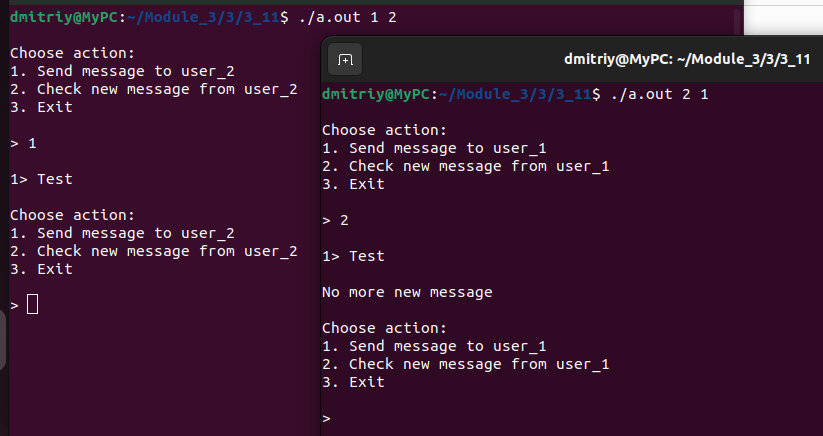 dmitriy@MyPC:~/Module_3/3/3_11$ ./a.out 1 2
Choose action:
1. Send message to user_2
2. Check new message from user_2
3. Exit
> 1
1> Test
Choose action:
1. Send message to user_2
2. Check new message from user_2
3. Exit
>
dmitriy@MyPC: ~/Module_3/3/3_11
dmitriy@MyPC:~/Module_3/3/3_11$ ./a.out 2 1
Choose action:
1. Send message to user_1
2. Check new message from user_1
3. Exit
> 2
1> Test
No more new message
Choose action:
1. Send message to user_1
2. Check new message from user_1
3. Exit
>